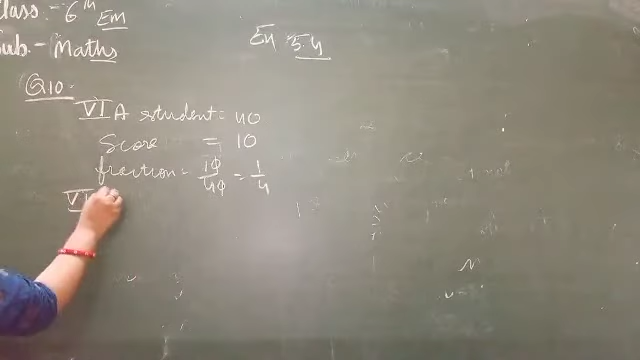 Class :- 6th Em
Sub. - Maths
Ex 5.4
Q10.
VI A student = 40
Score = 10
fraction = 10/40 = 1/4
VI